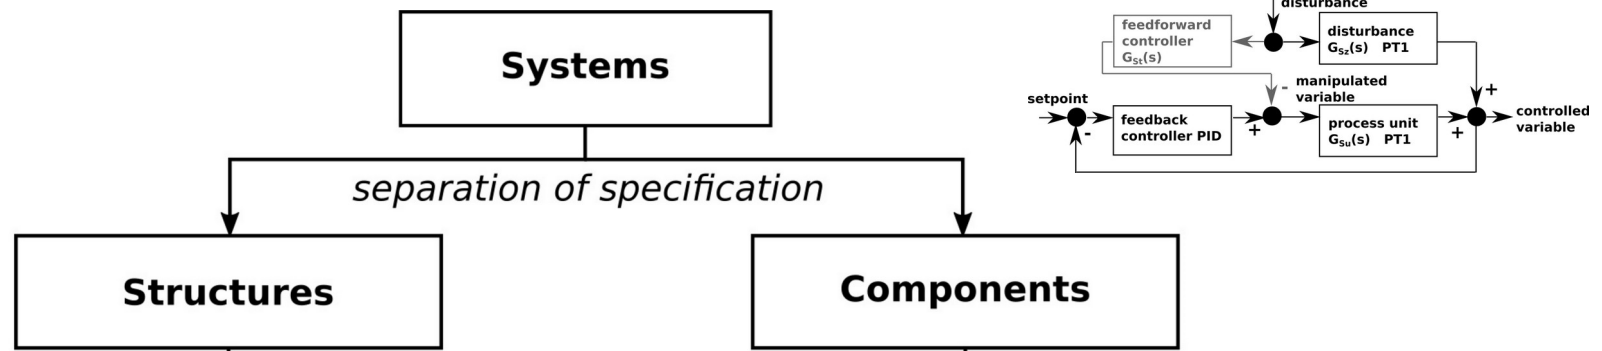 Systems
separation of specification
Structures
Components
disturbance
feedforward
controller
GSt(s)
disturbance
GSz(s) PT1
- manipulated
variable
+
setpoint
-
feedback
controller PID
+
process unit
GSu(s) PT1
+
controlled
variable